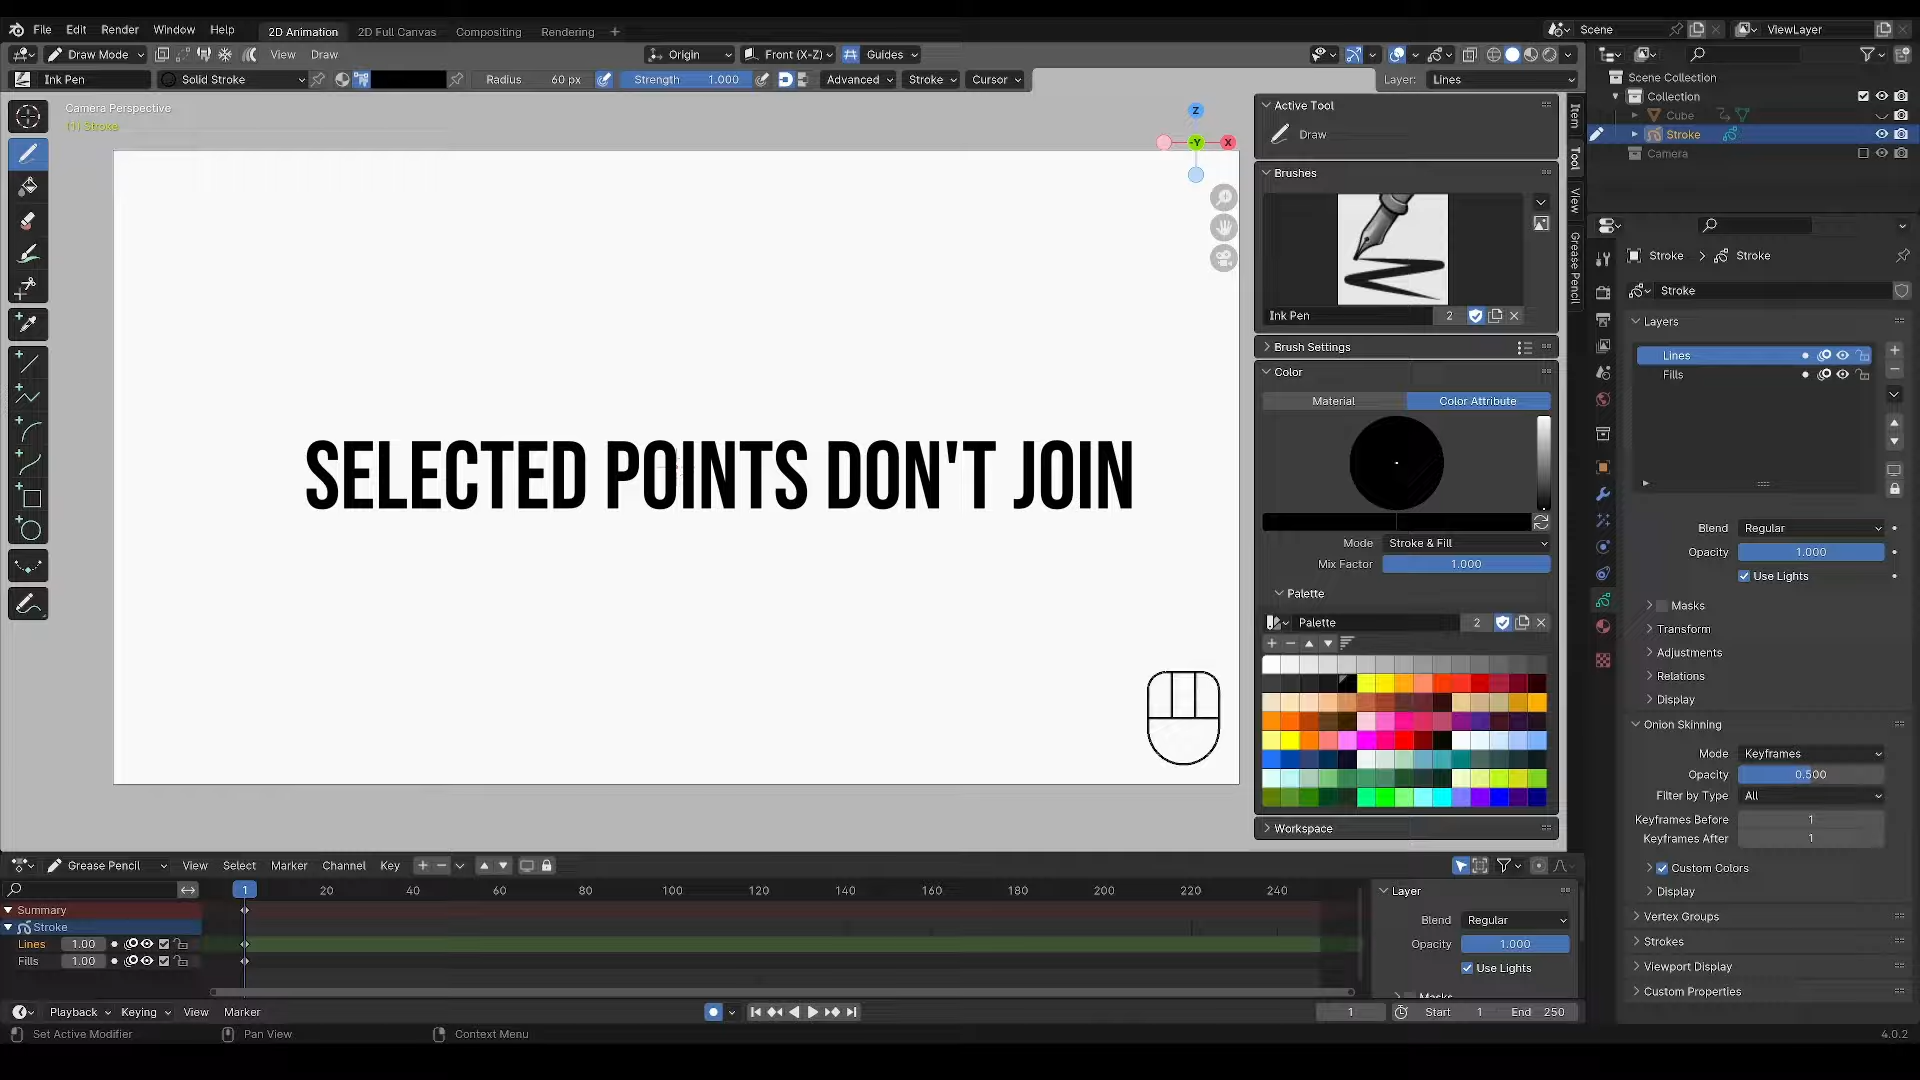 File Edit Render Window Help 2D Animation 2D Full Canvas Compositing Rendering + Scene ViewLayer
Draw Mode View Draw Origin Front (X-Z) Guides
Ink Pen Solid Stroke Radius 60 px Strength 1.000 Advanced Stroke Cursor Layer: Lines
Camera Perspective
(1) Stroke
Z
-Y X
SELECTED POINTS DON'T JOIN
Active Tool
Draw
Brushes
Ink Pen 2
Brush Settings
Color
Material Color Attribute
Mode Stroke & Fill
Mix Factor 1.000
Palette
Palette 2
Workspace
Item
Tool
View
Grease Pencil
Scene Collection
Collection
Cube
Stroke
Camera
Stroke > Stroke
Stroke
Layers
Lines
Fills
Blend Regular
Opacity 1.000
Use Lights
Masks
Transform
Adjustments
Relations
Display
Onion Skinning
Mode Keyframes
Opacity 0.500
Filter by Type All
Keyframes Before 1
Keyframes After 1
Custom Colors
Display
Vertex Groups
Strokes
Viewport Display
Custom Properties
Grease Pencil View Select Marker Channel Key
1 20 40 60 80 100 120 140 160 180 200 220 240
Summary
Stroke
Lines 1.00
Fills 1.00
Layer
Blend Regular
Opacity 1.000
Use Lights
Masks
Playback Keying View Marker 1 Start 1 End 250
Set Active Modifier Pan View Context Menu 4.0.2